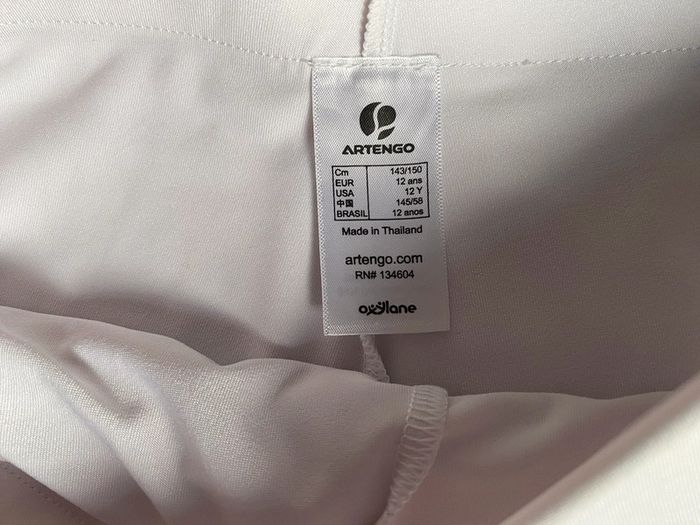 ARTENGO
Cm 143/150
EUR 12 ans
USA 12 Y
中国 145/58
BRASIL 12 anos
Made in Thailand
artengo.com
RN# 134604
oxylane